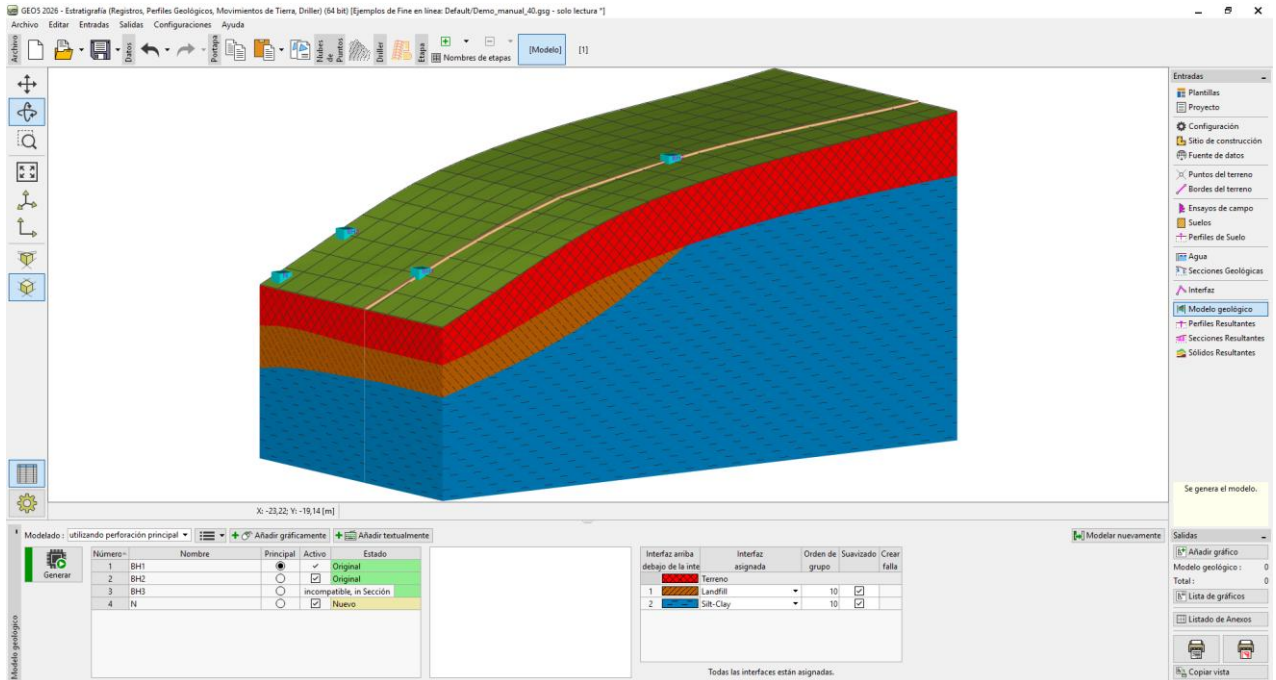 GEO5 2026 - Estratigrafía (Registros, Perfiles Geológicos, Movimientos de Tierra, Driller) (64 bit) [Ejemplos de Fine en línea: Default/Demo_manual_40.gsg - solo lectura *]
Archivo Editar Entradas Salidas Configuraciones Ayuda
Archivo
Datos
Portapa
Nubes de Puntos
Driller
Etapa
Nombres de etapas
[Modelo]
[1]
Entradas
Plantillas
Proyecto
Configuración
Sitio de construcción
Fuente de datos
Puntos del terreno
Bordes del terreno
Ensayos de campo
Suelos
Perfiles de Suelo
Agua
Secciones Geológicas
Interfaz
Modelo geológico
Perfiles Resultantes
Secciones Resultantes
Sólidos Resultantes
Se genera el modelo.
X: -23,22; Y: -19,14 [m]
Modelado : utilizando perforación principal
Añadir gráficamente
Añadir textualmente
Modelar nuevamente
Generar
Número Nombre Principal Activo Estado
1 BH1 Original
2 BH2 Original
3 BH3 incompatible, in Sección
4 N Nuevo
Interfaz arriba Interfaz Orden de Suavizado Crear
debajo de la inte asignada grupo falla
Terreno
1 Landfill 10
2 Silt-Clay 10
Todas las interfaces están asignadas.
Modelo geológico
Salidas
Añadir gráfico
Modelo geológico : 0
Total : 0
Lista de gráficos
Listado de Anexos
Copiar vista